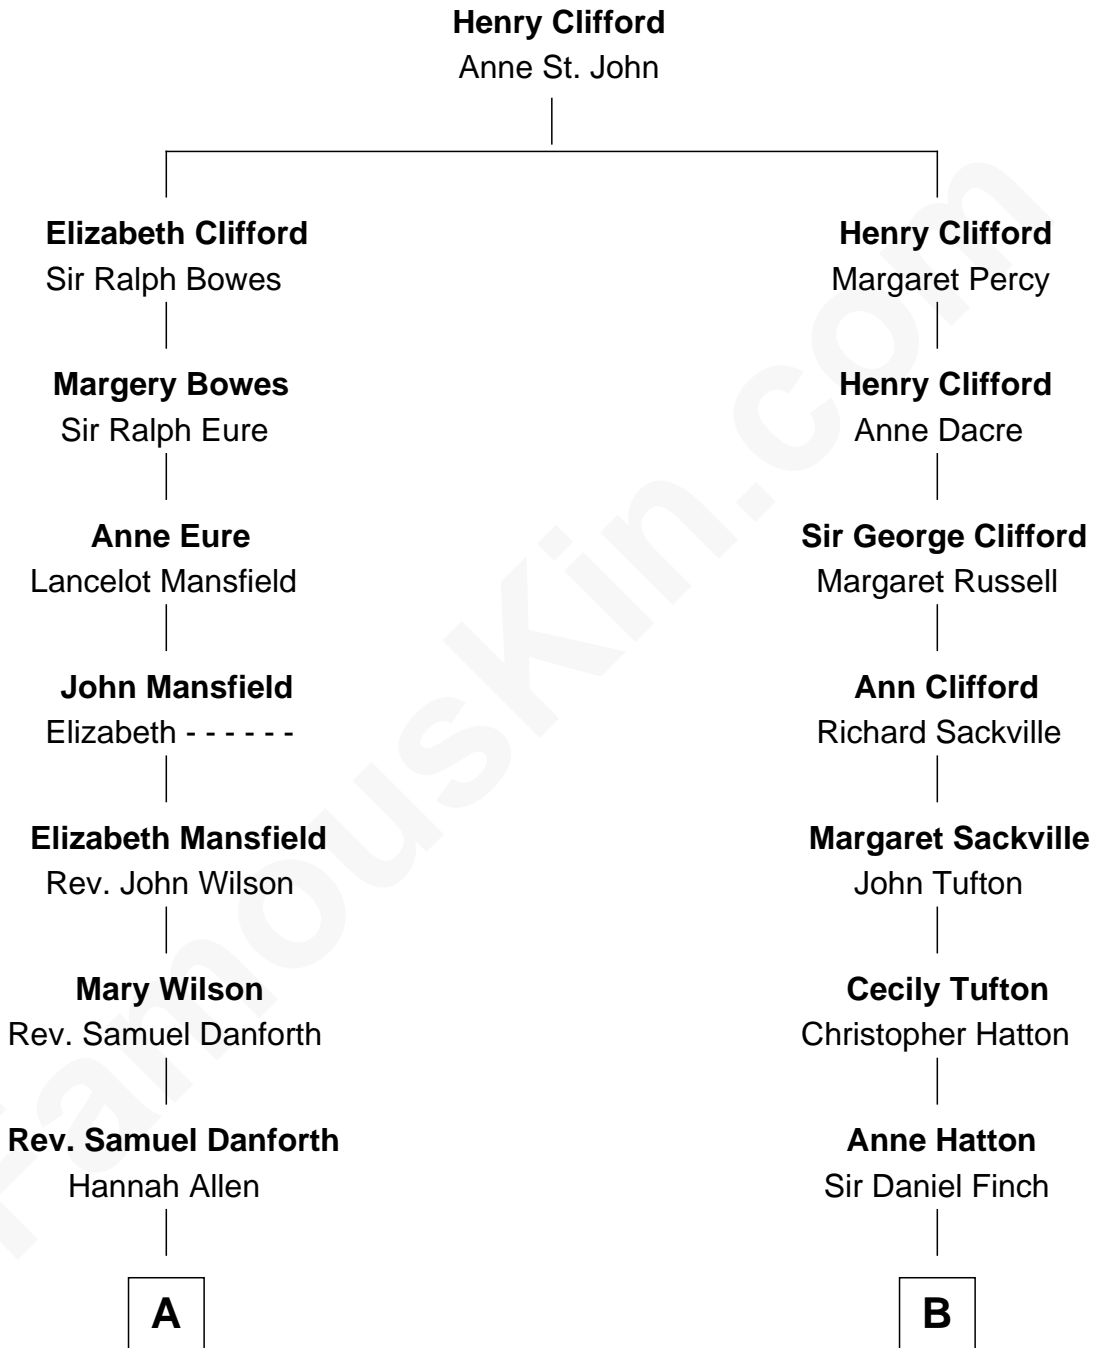 Henry Clifford
Anne St. John
Elizabeth Clifford
Sir Ralph Bowes
Henry Clifford
Margaret Percy
Margery Bowes
Sir Ralph Eure
Henry Clifford
Anne Dacre
Anne Eure
Lancelot Mansfield
Sir George Clifford
Margaret Russell
John Mansfield
Elizabeth - - - - - -
Ann Clifford
Richard Sackville
Elizabeth Mansfield
Rev. John Wilson
Margaret Sackville
John Tufton
Mary Wilson
Rev. Samuel Danforth
Cecily Tufton
Christopher Hatton
Rev. Samuel Danforth
Hannah Allen
Anne Hatton
Sir Daniel Finch
A
B
FamousKin.com